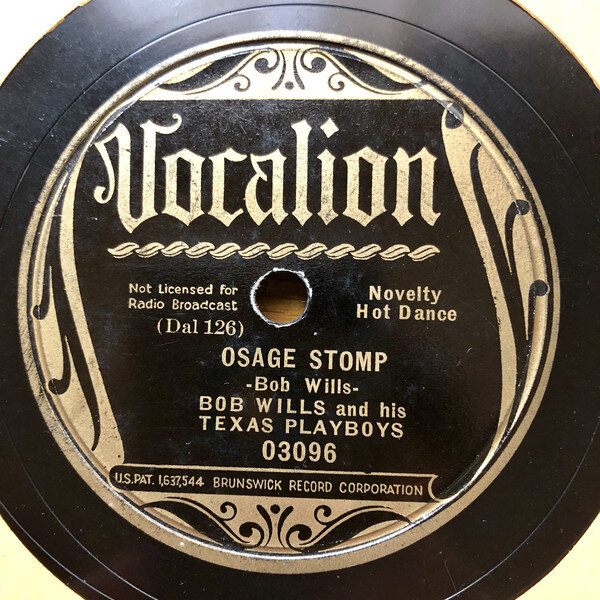 Vocalion
Not Licensed for
Radio Broadcast
(Dal 126)
Novelty
Hot Dance
OSAGE STOMP
-Bob Wills-
BOB WILLS and his
TEXAS PLAYBOYS
03096
U.S.PAT. 1,637,544 BRUNSWICK RECORD CORPORATION